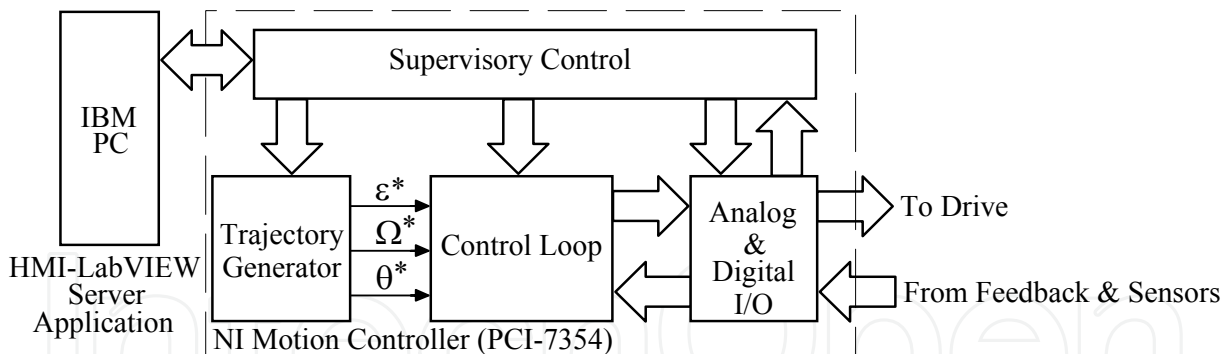 Supervisory Control
IBM
PC
HMI-LabVIEW
Server
Application
Trajectory
Generator
ε*
Ω*
θ*
Control Loop
Analog
&
Digital
I/O
To Drive
From Feedback & Sensors
NI Motion Controller (PCI-7354)